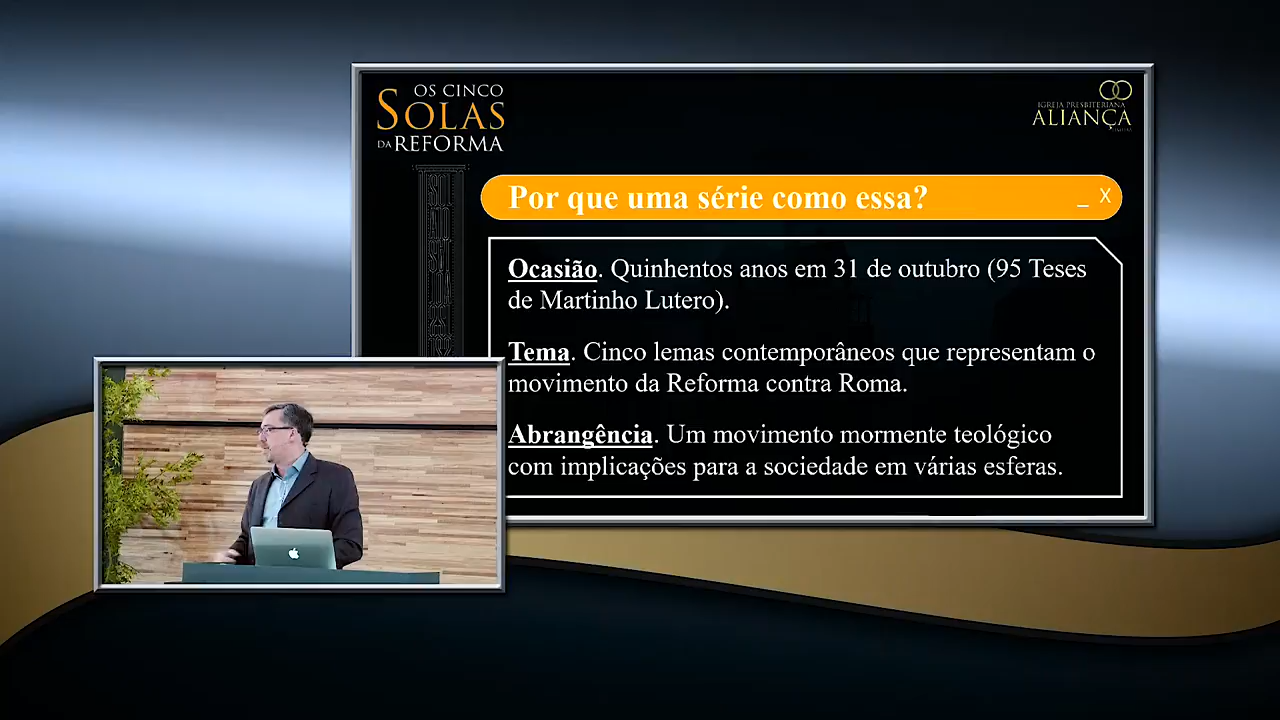 OS CINCO
SOLAS
DA REFORMA
IGREJA PRESBITERIANA
ALIANÇA
Por que uma série como essa?
_ X
Ocasião. Quinhentos anos em 31 de outubro (95 Teses
de Martinho Lutero).
Tema. Cinco lemas contemporâneos que representam o
movimento da Reforma contra Roma.
Abrangência. Um movimento mormente teológico
com implicações para a sociedade em várias esferas.